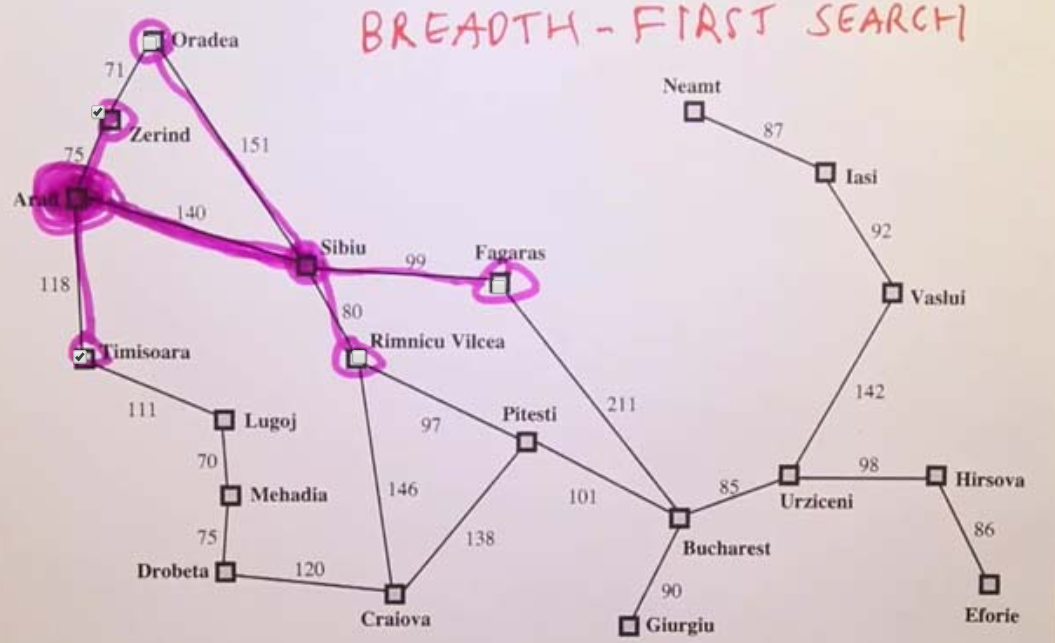 BREADTH - FIRST SEARCH
Oradea
71
Neamt
87
Zerind
151
75
Iasi
Arad
140
92
Sibiu
Fagaras
99
118
80
Vaslui
Rimnicu Vilcea
Timisoara
142
111
211
Lugoj
97
Pitesti
70
98
Mehadia
146
101
85
Urziceni
Hirsova
75
138
Bucharest
86
Drobeta
120
90
Craiova
Giurgiu
Eforie